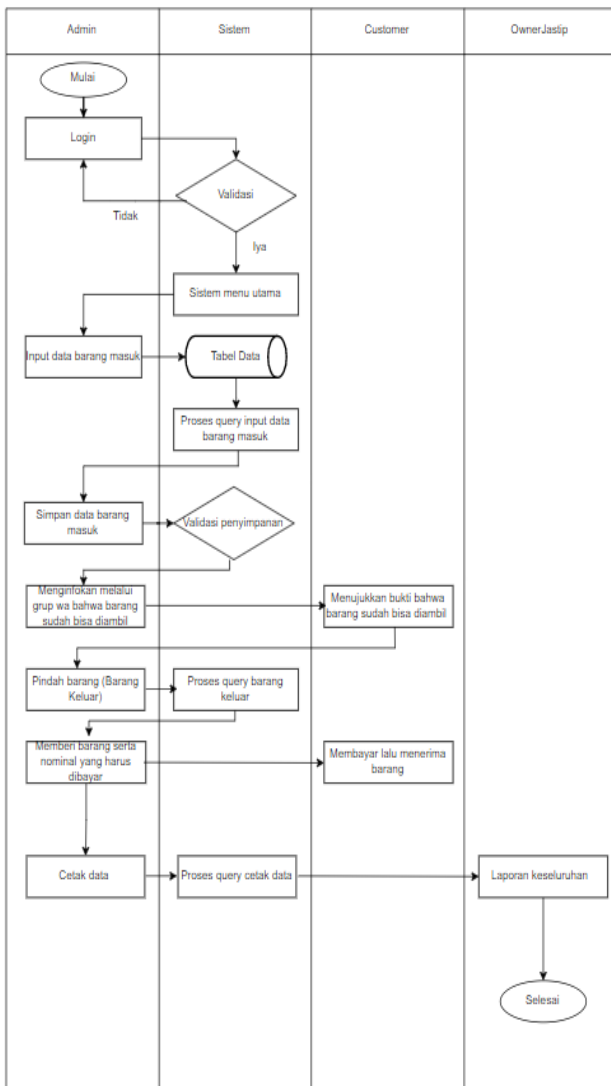 Admin
Sistem
Customer
OwnerJastip
Mulai
Login
Validasi
Tidak
Iya
Sistem menu utama
Input data barang masuk
Tabel Data
Proses query input data
barang masuk
Simpan data barang
masuk
Validasi penyimpanan
Menginfokan melalui
grup wa bahwa barang
sudah bisa diambil
Menujukkan bukti bahwa
barang sudah bisa diambil
Pindah barang (Barang
Keluar)
Proses query barang
keluar
Memberi barang serta
nominal yang harus
dibayar
Membayar lalu menerima
barang
Cetak data
Proses query cetak data
Laporan keseluruhan
Selesai